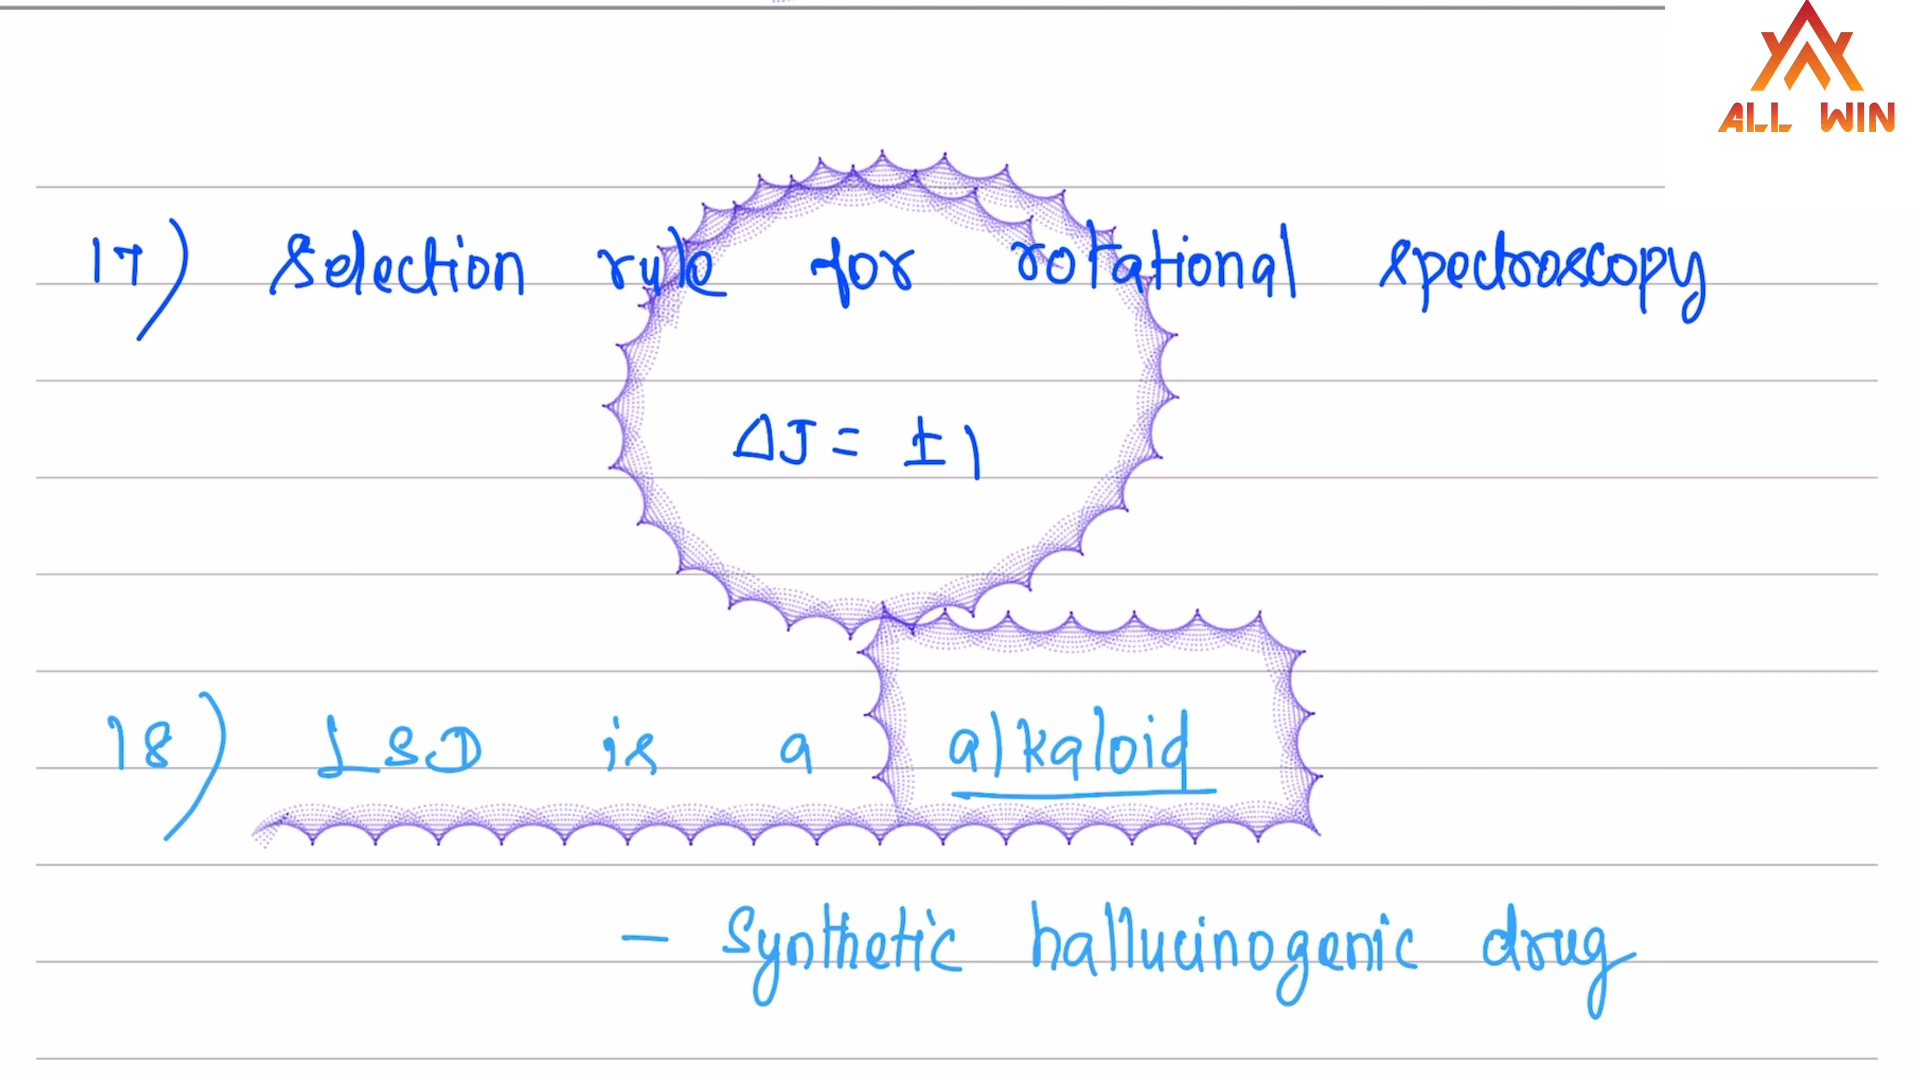 ALL WIN
17) Selection rule for rotational spectroscopy
ΔJ = ±1
18) LSD is a alkaloid
- Synthetic hallucinogenic drug